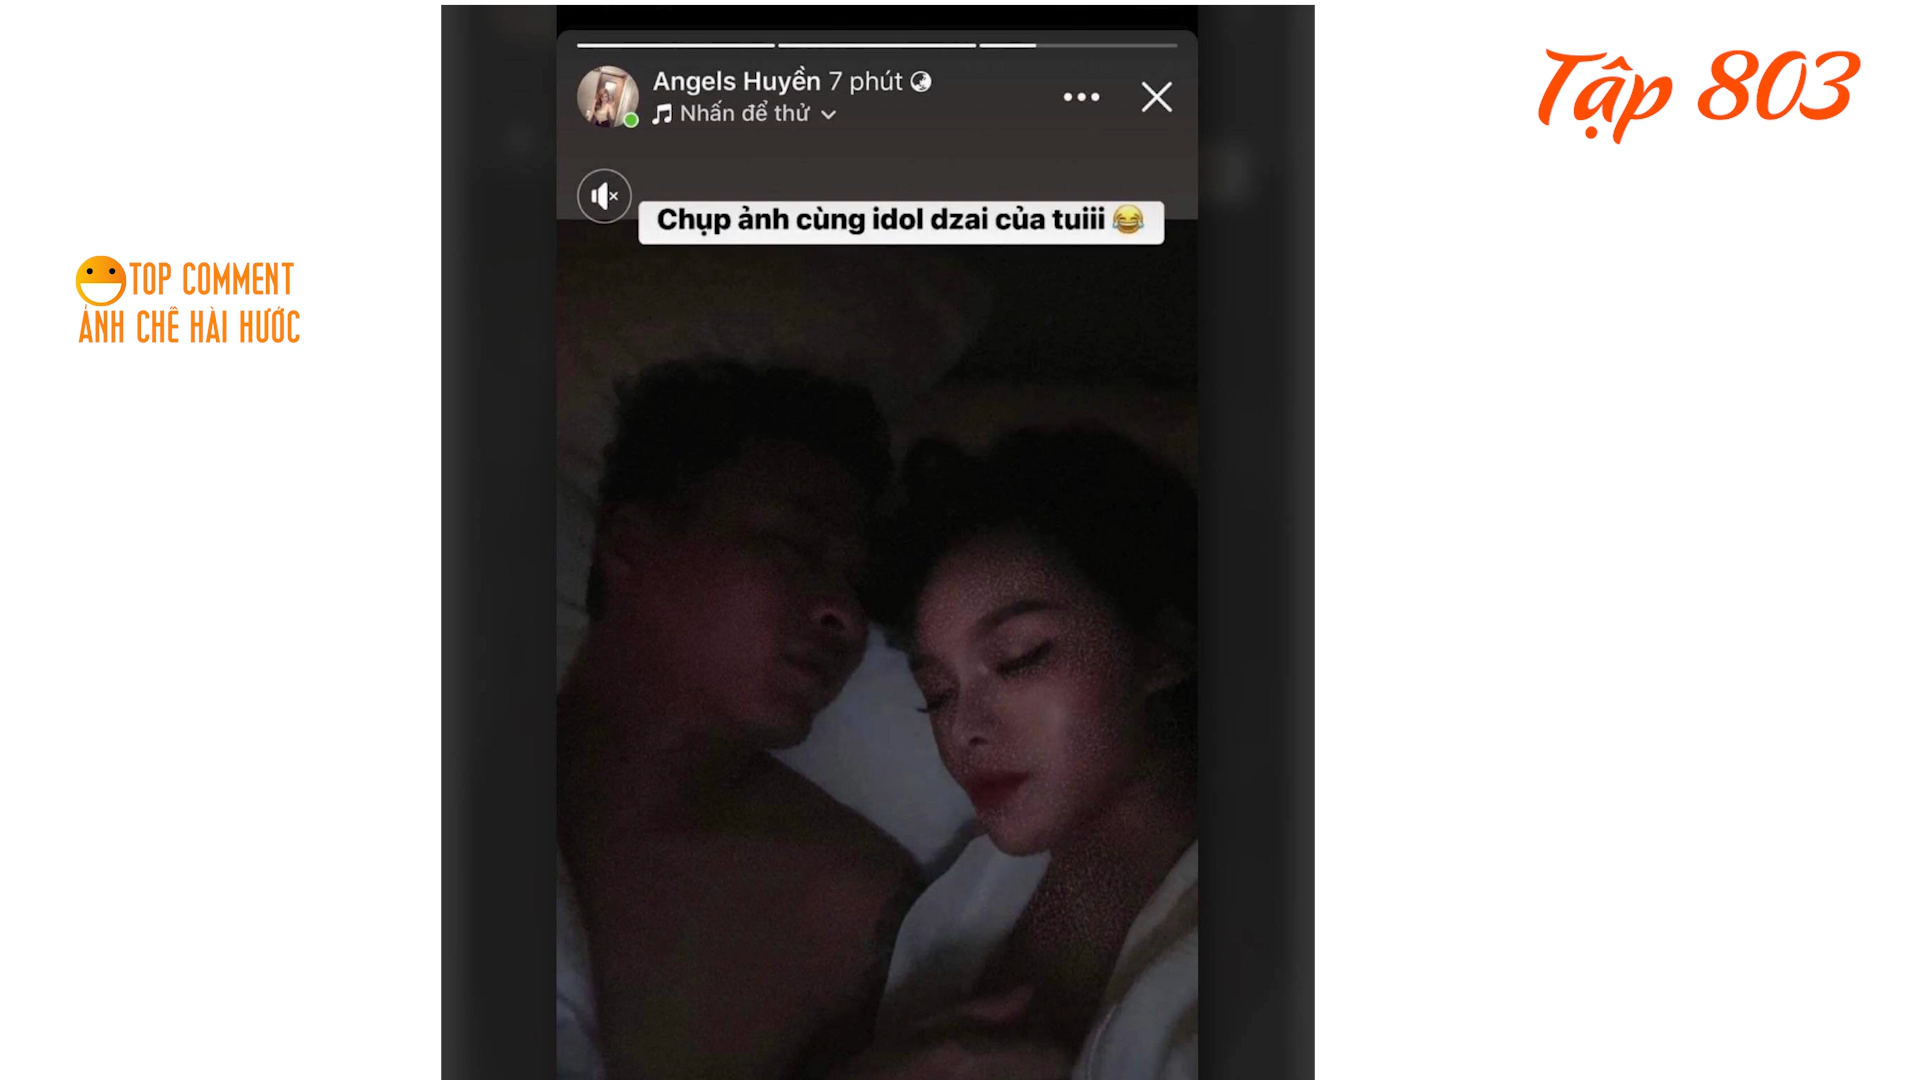 Angels Huyền 7 phút
Nhấn để thử
Chụp ảnh cùng idol dzai của tuiii 😂
Tập 803
TOP COMMENT
ẢNH CHẾ HÀI HƯỚC